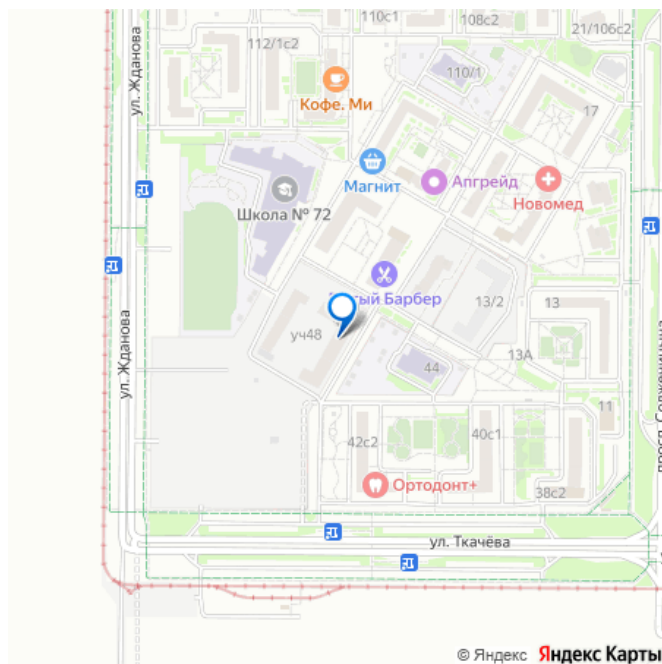 110с1
108с2
21/106с2
112/1с2
ул. Жданова
110/1
Кофе. Ми
17
Магнит
Апгрейд
Новомед
Школа № 72
Барбер
13/2
13
уч48
ул. Жданова
13А
44
11
42с2
40с1
Ортодонт+
38с2
ул. Ткачёва
© Яндекс Яндекс Карты